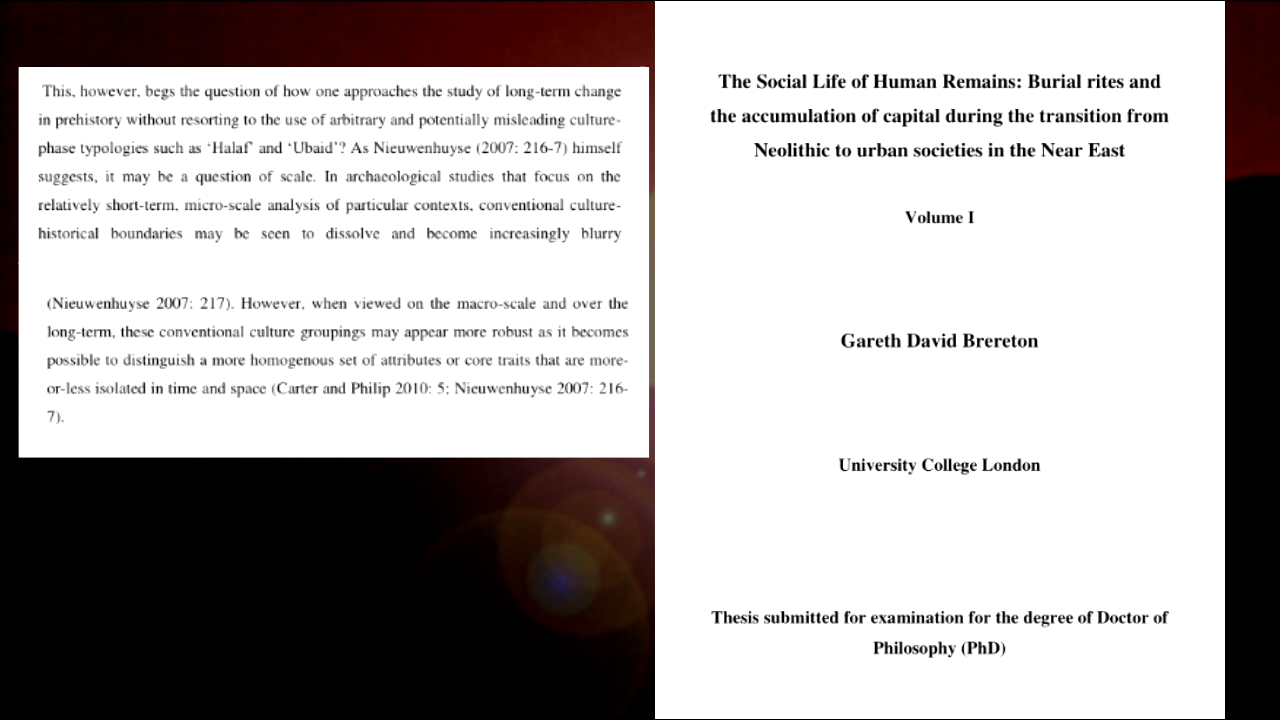 This, however, begs the question of how one approaches the study of long-term change
in prehistory without resorting to the use of arbitrary and potentially misleading culture-
phase typologies such as ‘Halaf’ and ‘Ubaid’? As Nieuwenhuyse (2007: 216-7) himself
suggests, it may be a question of scale. In archaeological studies that focus on the
relatively short-term, micro-scale analysis of particular contexts, conventional culture-
historical boundaries may be seen to dissolve and become increasingly blurry
(Nieuwenhuyse 2007: 217). However, when viewed on the macro-scale and over the
long-term, these conventional culture groupings may appear more robust as it becomes
possible to distinguish a more homogenous set of attributes or core traits that are more-
or-less isolated in time and space (Carter and Philip 2010: 5; Nieuwenhuyse 2007: 216-
7).
The Social Life of Human Remains: Burial rites and
the accumulation of capital during the transition from
Neolithic to urban societies in the Near East
Volume I
Gareth David Brereton
University College London
Thesis submitted for examination for the degree of Doctor of
Philosophy (PhD)